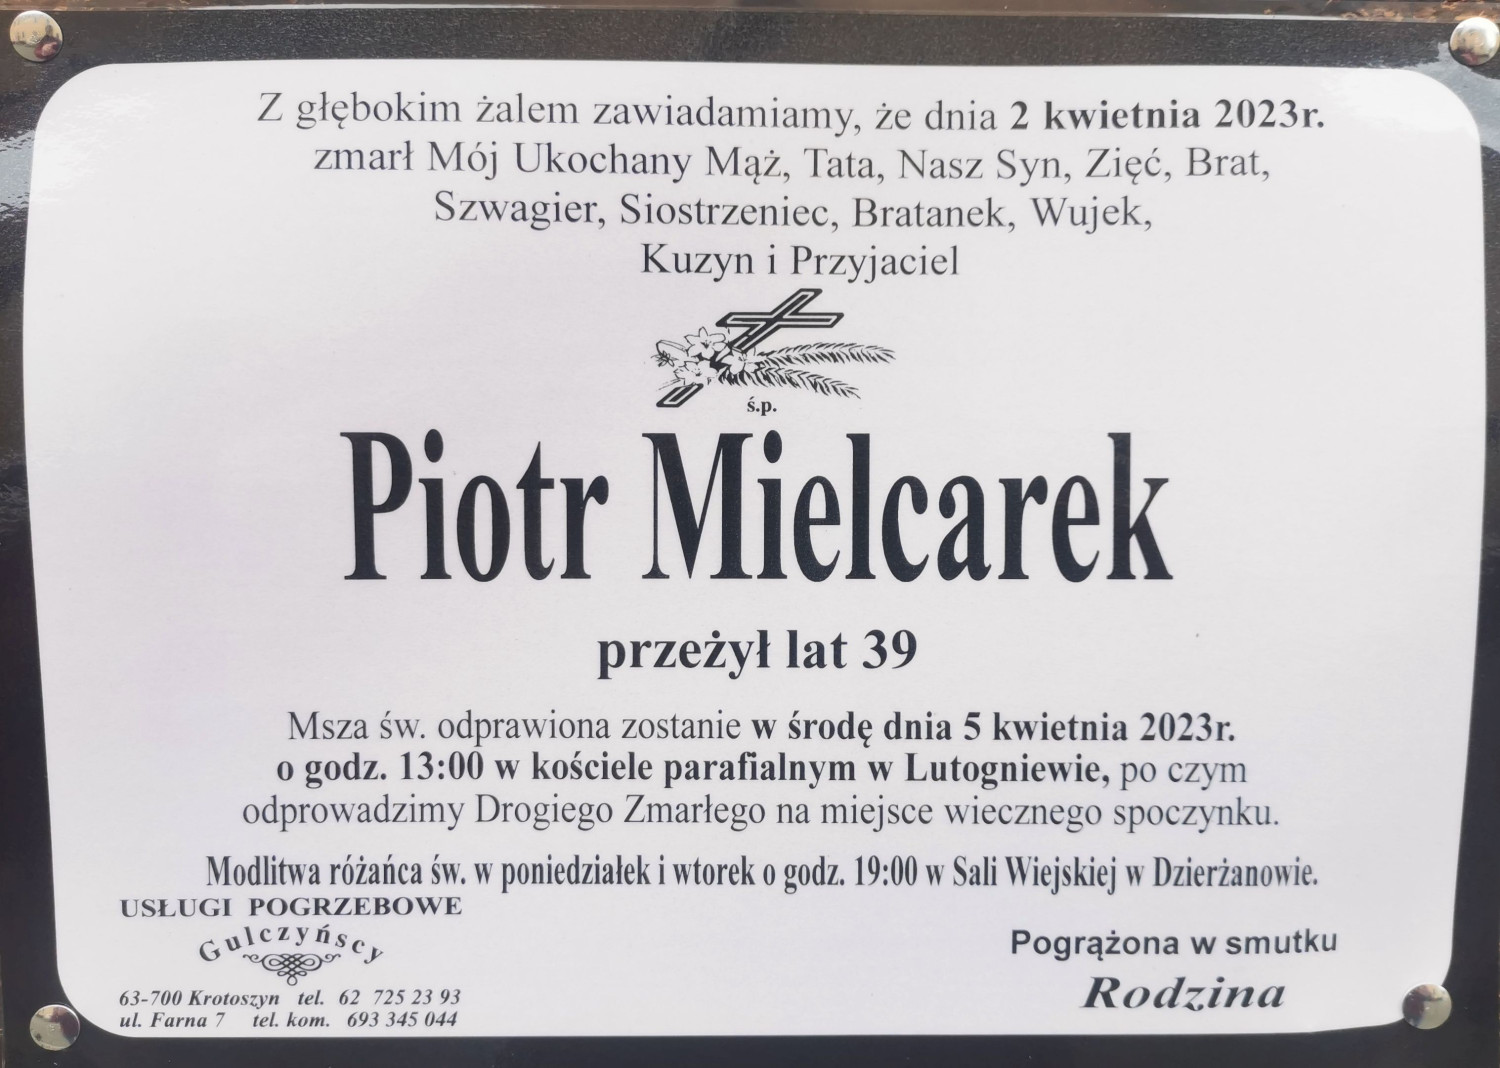 Z głębokim żalem zawiadamiamy, że dnia 2 kwietnia 2023r.
zmarł Mój Ukochany Mąż, Tata, Nasz Syn, Zięć, Brat,
Szwagier, Siostrzeniec, Bratanek, Wujek,
Kuzyn i Przyjaciel
ś.p.
Piotr Mielcarek
przeżył lat 39
Msza św. odprawiona zostanie w środę dnia 5 kwietnia 2023r.
o godz. 13:00 w kościele parafialnym w Lutogniewie, po czym
odprowadzimy Drogiego Zmarłego na miejsce wiecznego spoczynku.
Modlitwa różańca św. w poniedziałek i wtorek o godz. 19:00 w Sali Wiejskiej w Dzierżanowie.
USŁUGI POGRZEBOWE
Gulczyńscy
63-700 Krotoszyn tel. 62 725 23 93
ul. Farna 7 tel. kom. 693 345 044
Pogrążona w smutku
Rodzina